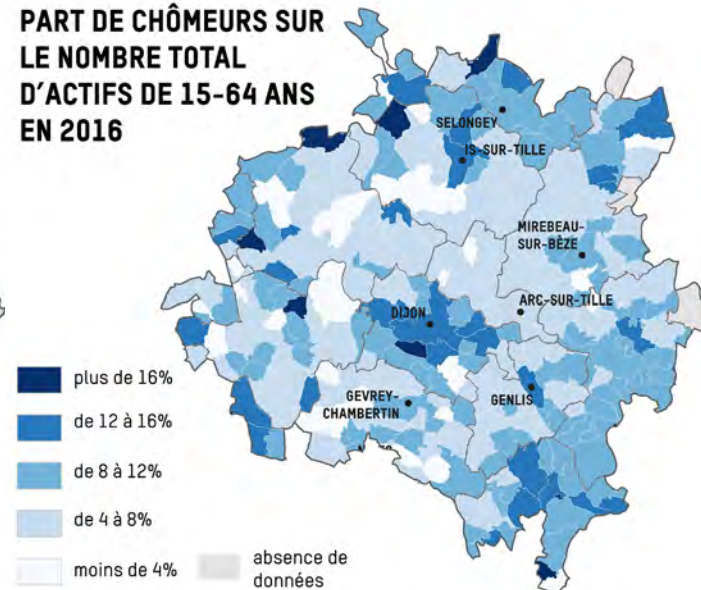 PART DE CHÔMEURS SUR
LE NOMBRE TOTAL
D'ACTIFS DE 15-64 ANS
EN 2016
SELONGEY
IS-SUR-TILLE
MIREBEAU-
SUR-BÈZE
ARC-SUR-TILLE
DIJON
GEVREY-
CHAMBERTIN
GENLIS
plus de 16%
de 12 à 16%
de 8 à 12%
de 4 à 8%
moins de 4%
absence de
données